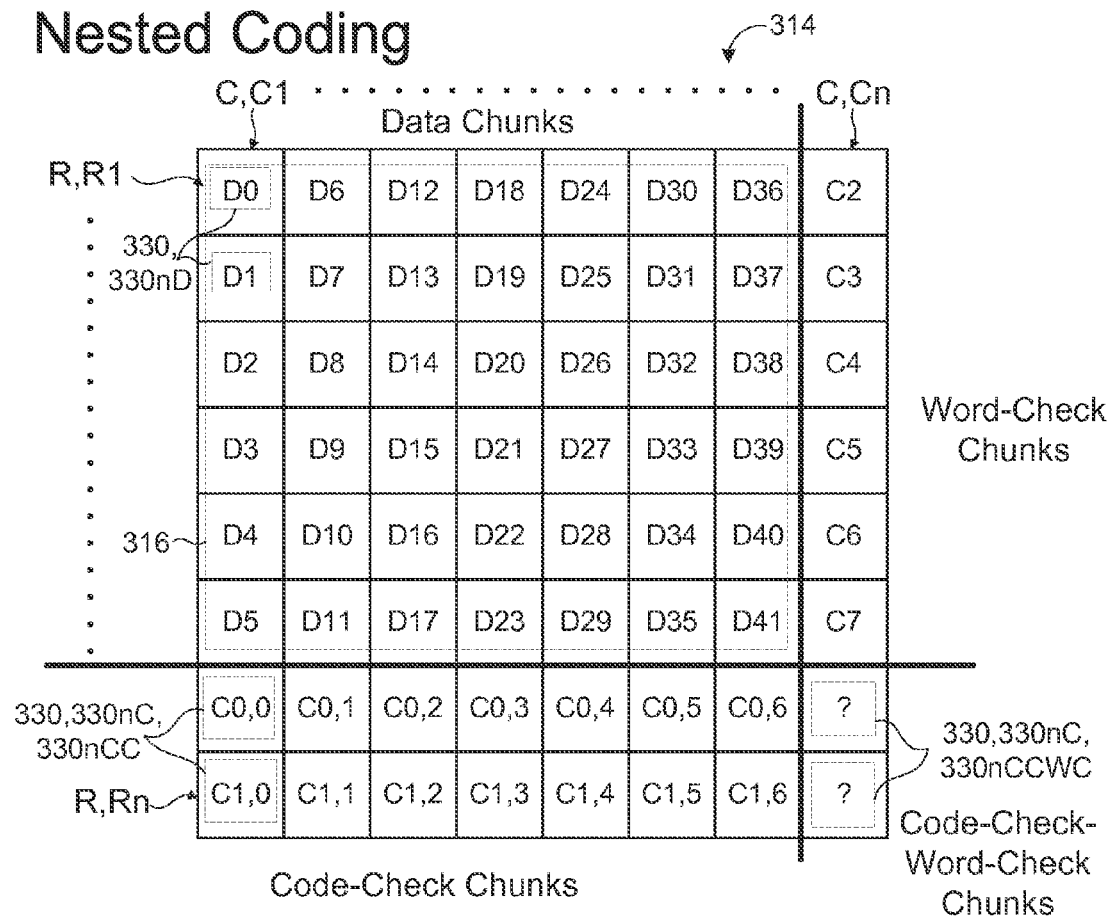 Nested Coding
314
C,C1
C,Cn
Data Chunks
R,R1
D0 D6 D12 D18 D24 D30 D36 C2
330,
330nD
D1 D7 D13 D19 D25 D31 D37 C3
D2 D8 D14 D20 D26 D32 D38 C4
D3 D9 D15 D21 D27 D33 D39 C5
Word-Check
Chunks
316
D4 D10 D16 D22 D28 D34 D40 C6
D5 D11 D17 D23 D29 D35 D41 C7
330,330nC,
330nCC
C0,0 C0,1 C0,2 C0,3 C0,4 C0,5 C0,6 ?
330,330nC,
330nCCWC
R,Rn
C1,0 C1,1 C1,2 C1,3 C1,4 C1,5 C1,6 ?
Code-Check-
Word-Check
Chunks
Code-Check Chunks